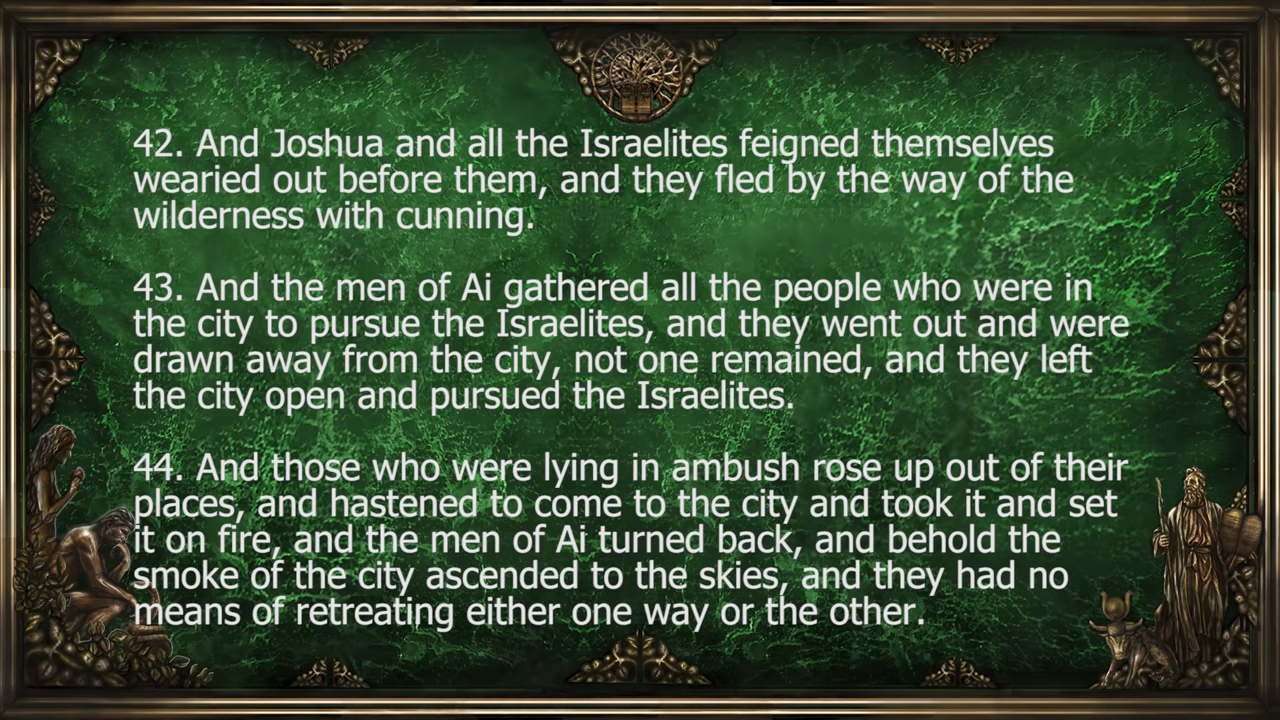 42. And Joshua and all the Israelites feigned themselves
wearied out before them, and they fled by the way of the
wilderness with cunning.
43. And the men of Ai gathered all the people who were in
the city to pursue the Israelites, and they went out and were
drawn away from the city, not one remained, and they left
the city open and pursued the Israelites.
44. And those who were lying in ambush rose up out of their
places, and hastened to come to the city and took it and set
it on fire, and the men of Ai turned back, and behold the
smoke of the city ascended to the skies, and they had no
means of retreating either one way or the other.